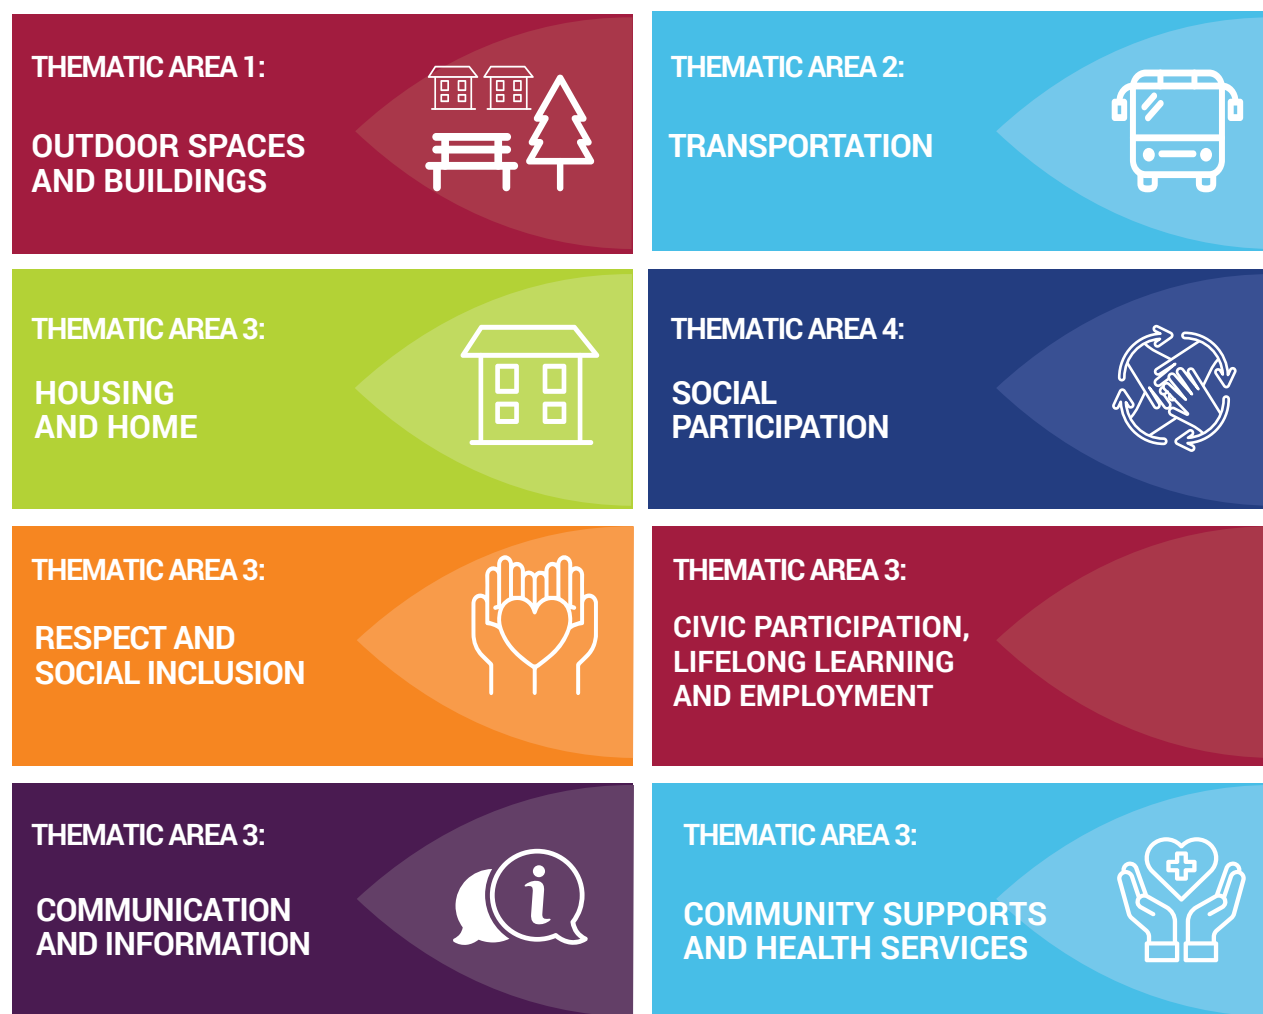 THEMATIC AREA 1:
OUTDOOR SPACES
AND BUILDINGS
THEMATIC AREA 2:
TRANSPORTATION
THEMATIC AREA 3:
HOUSING
AND HOME
THEMATIC AREA 4:
SOCIAL
PARTICIPATION
THEMATIC AREA 3:
RESPECT AND
SOCIAL INCLUSION
THEMATIC AREA 3:
CIVIC PARTICIPATION,
LIFELONG LEARNING
AND EMPLOYMENT
THEMATIC AREA 3:
COMMUNICATION
AND INFORMATION
THEMATIC AREA 3:
COMMUNITY SUPPORTS
AND HEALTH SERVICES